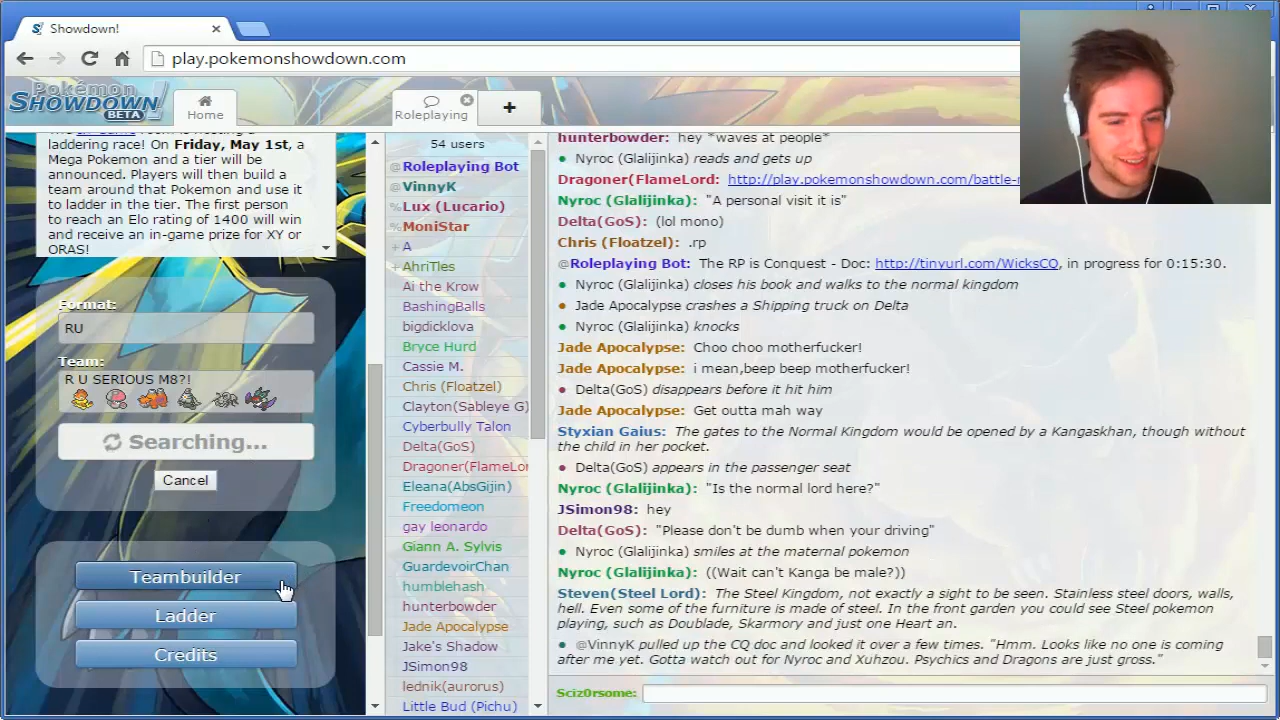 Showdown!
play.pokemonshowdown.com
Pokémon
SHOWDOWN
BETA
Home
Roleplaying
laddering race! On Friday, May 1st, a
Mega Pokemon and a tier will be
announced. Players will then build a
team around that Pokemon and use it
to ladder in the tier. The first person
to reach an Elo rating of 1400 will win
and receive an in-game prize for XY or
ORAS!
Format:
RU
Team:
R U SERIOUS M8?!
Searching...
Cancel
Teambuilder
Ladder
Credits
54 users
@Roleplaying Bot
@VinnyK
%Lux (Lucario)
%MoniStar
+A
+AhriTles
Ai the Krow
BashingBalls
bigdicklova
Bryce Hurd
Cassie M.
Chris (Floatzel)
Clayton(Sableye G)
Cyberbully Talon
Delta(GoS)
Dragoner(FlameLor
Eleana(AbsGijin)
Freedomeon
gay leonardo
Giann A. Sylvis
GuardevoirChan
humblehash
hunterbowder
Jade Apocalypse
Jake's Shadow
JSimon98
lednik(aurorus)
Little Bud (Pichu)
hunterbowder: hey *waves at people*
• Nyroc (Glalijinka) reads and gets up
Dragoner(FlameLord: http://play.pokemonshowdown.com/battle-
Nyroc (Glalijinka): "A personal visit it is"
Delta(GoS): (lol mono)
Chris (Floatzel): .rp
@Roleplaying Bot: The RP is Conquest - Doc: http://tinyurl.com/WicksCQ, in progress for 0:15:30.
• Nyroc (Glalijinka) closes his book and walks to the normal kingdom
• Jade Apocalypse crashes a Shipping truck on Delta
• Nyroc (Glalijinka) knocks
Jade Apocalypse: Choo choo motherfucker!
Jade Apocalypse: i mean,beep beep motherfucker!
• Delta(GoS) disappears before it hit him
Jade Apocalypse: Get outta mah way
Styxian Gaius: The gates to the Normal Kingdom would be opened by a Kangaskhan, though without
the child in her pocket.
• Delta(GoS) appears in the passenger seat
Nyroc (Glalijinka): "Is the normal lord here?"
JSimon98: hey
Delta(GoS): "Please don't be dumb when your driving"
• Nyroc (Glalijinka) smiles at the maternal pokemon
Nyroc (Glalijinka): ((Wait can't Kanga be male?))
Steven(Steel Lord): The Steel Kingdom, not exactly a sight to be seen. Stainless steel doors, walls,
hell. Even some of the furniture is made of steel. In the front garden you could see Steel pokemon
playing, such as Doublade, Skarmory and just one Heart an.
• @VinnyK pulled up the CQ doc and looked it over a few times. "Hmm. Looks like no one is coming
after me yet. Gotta watch out for Nyroc and Xuhzou. Psychics and Dragons are just gross."
Sciz0rsome: